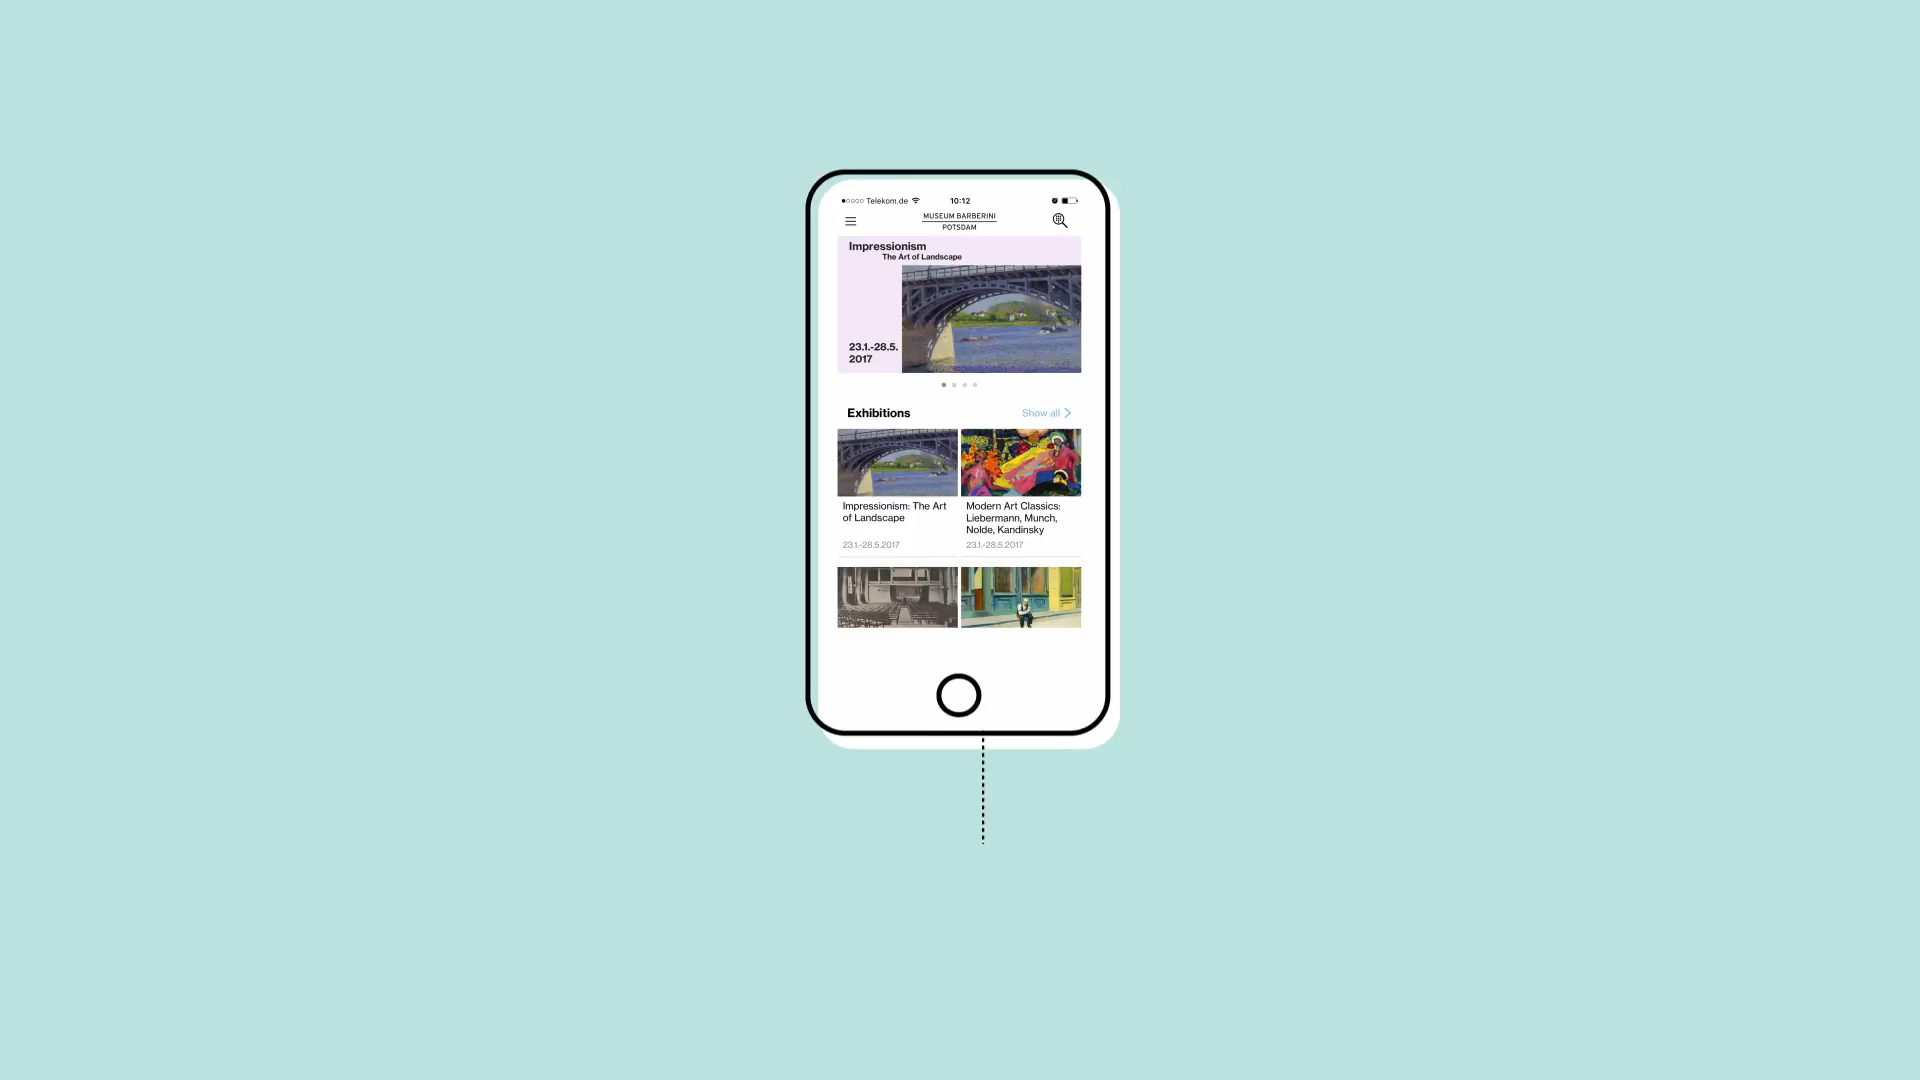 Telekom.de 10:12
MUSEUM BARBERINI
POTSDAM
Impressionism
The Art of Landscape
23.1.-28.5.
2017
Exhibitions Show all
Impressionism: The Art
of Landscape
23.1.-28.5.2017
Modern Art Classics:
Liebermann, Munch,
Nolde, Kandinsky
23.1.-28.5.2017